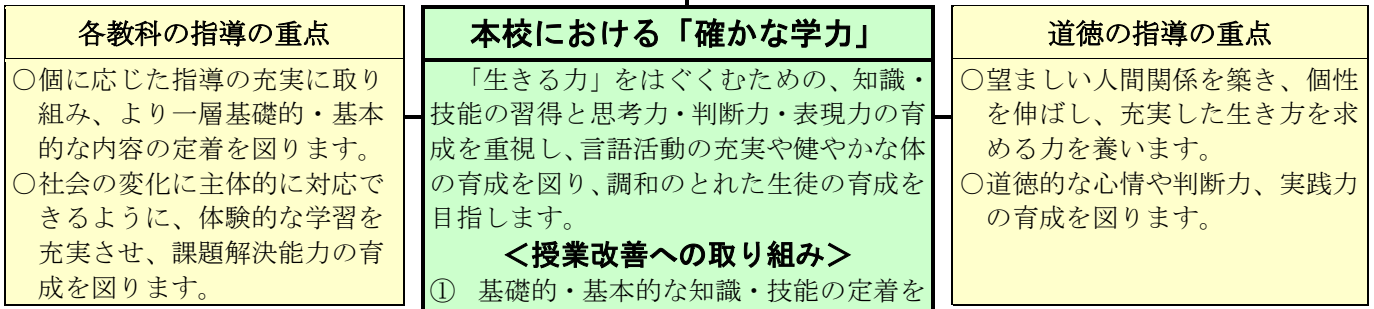 各教科の指導の重点
○個に応じた指導の充実に取り
組み、より一層基礎的・基本
的な内容の定着を図ります。
○社会の変化に主体的に対応で
きるように、体験的な学習を
充実させ、課題解決能力の育
成を図ります。
本校における「確かな学力」
「生きる力」をはぐくむための、知識・
技能の習得と思考力・判断力・表現力の育
成を重視し、言語活動の充実や健やかな体
の育成を図り、調和のとれた生徒の育成を
目指します。
＜授業改善への取り組み＞
① 基礎的・基本的な知識・技能の定着を
道徳の指導の重点
○望ましい人間関係を築き、個性
を伸ばし、充実した生き方を求
める力を養います。
○道徳的な心情や判断力、実践力
の育成を図ります。